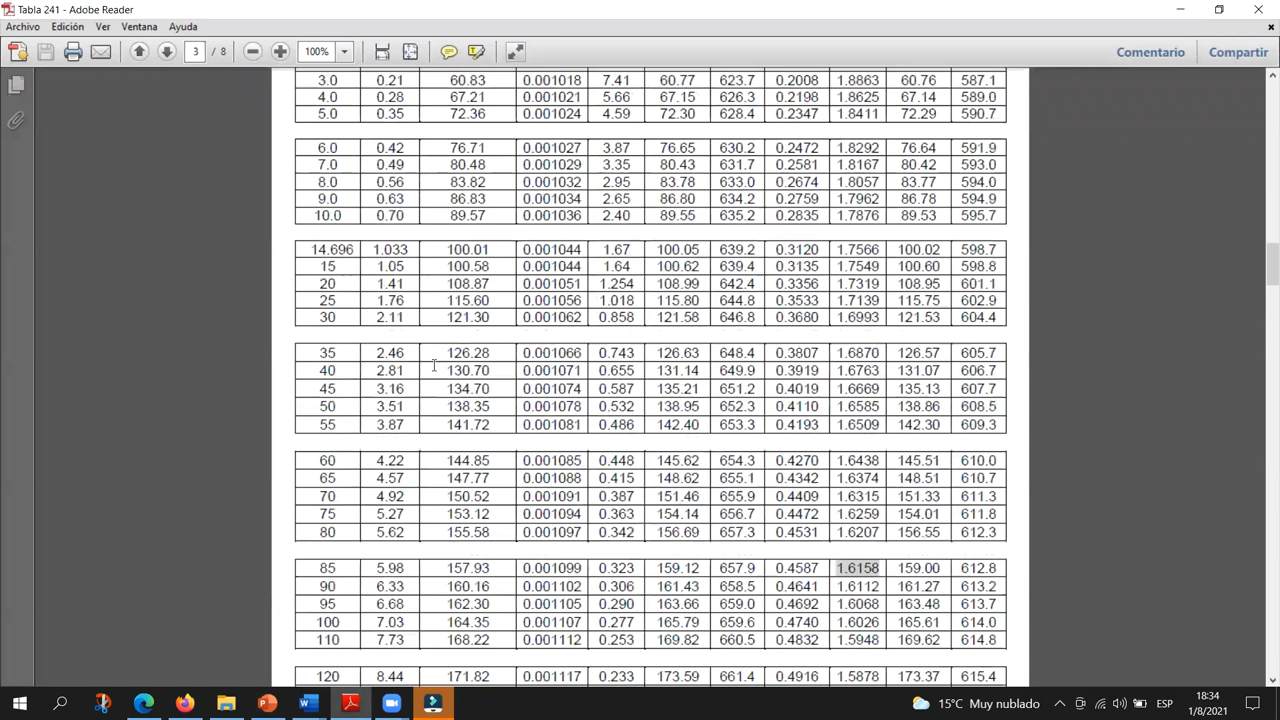 Tabla 241 - Adobe Reader
Archivo Edición Ver Ventana Ayuda
3 / 8 100% Comentario Compartir
3.0 0.21 60.83 0.001018 7.41 60.77 623.7 0.2008 1.8863 60.76 587.1
4.0 0.28 67.21 0.001021 5.66 67.15 626.3 0.2198 1.8625 67.14 589.0
5.0 0.35 72.36 0.001024 4.59 72.30 628.4 0.2347 1.8411 72.29 590.7
6.0 0.42 76.71 0.001027 3.87 76.65 630.2 0.2472 1.8292 76.64 591.9
7.0 0.49 80.48 0.001029 3.35 80.43 631.7 0.2581 1.8167 80.42 593.0
8.0 0.56 83.82 0.001032 2.95 83.78 633.0 0.2674 1.8057 83.77 594.0
9.0 0.63 86.83 0.001034 2.65 86.80 634.2 0.2759 1.7962 86.78 594.9
10.0 0.70 89.57 0.001036 2.40 89.55 635.2 0.2835 1.7876 89.53 595.7
14.696 1.033 100.01 0.001044 1.67 100.05 639.2 0.3120 1.7566 100.02 598.7
15 1.05 100.58 0.001044 1.64 100.62 639.4 0.3135 1.7549 100.60 598.8
20 1.41 108.87 0.001051 1.254 108.99 642.4 0.3356 1.7319 108.95 601.1
25 1.76 115.60 0.001056 1.018 115.80 644.8 0.3533 1.7139 115.75 602.9
30 2.11 121.30 0.001062 0.858 121.58 646.8 0.3680 1.6993 121.53 604.4
35 2.46 126.28 0.001066 0.743 126.63 648.4 0.3807 1.6870 126.57 605.7
40 2.81 130.70 0.001071 0.655 131.14 649.9 0.3919 1.6763 131.07 606.7
45 3.16 134.70 0.001074 0.587 135.21 651.2 0.4019 1.6669 135.13 607.7
50 3.51 138.35 0.001078 0.532 138.95 652.3 0.4110 1.6585 138.86 608.5
55 3.87 141.72 0.001081 0.486 142.40 653.3 0.4193 1.6509 142.30 609.3
60 4.22 144.85 0.001085 0.448 145.62 654.3 0.4270 1.6438 145.51 610.0
65 4.57 147.77 0.001088 0.415 148.62 655.1 0.4342 1.6374 148.51 610.7
70 4.92 150.52 0.001091 0.387 151.46 655.9 0.4409 1.6315 151.33 611.3
75 5.27 153.12 0.001094 0.363 154.14 656.7 0.4472 1.6259 154.01 611.8
80 5.62 155.58 0.001097 0.342 156.69 657.3 0.4531 1.6207 156.55 612.3
85 5.98 157.93 0.001099 0.323 159.12 657.9 0.4587 1.6158 159.00 612.8
90 6.33 160.16 0.001102 0.306 161.43 658.5 0.4641 1.6112 161.27 613.2
95 6.68 162.30 0.001105 0.290 163.66 659.0 0.4692 1.6068 163.48 613.7
100 7.03 164.35 0.001107 0.277 165.79 659.6 0.4740 1.6026 165.61 614.0
110 7.73 168.22 0.001112 0.253 169.82 660.5 0.4832 1.5948 169.62 614.8
120 8.44 171.82 0.001117 0.233 173.59 661.4 0.4916 1.5878 173.37 615.4
15°C Muy nublado ESP 18:34
1/8/2021